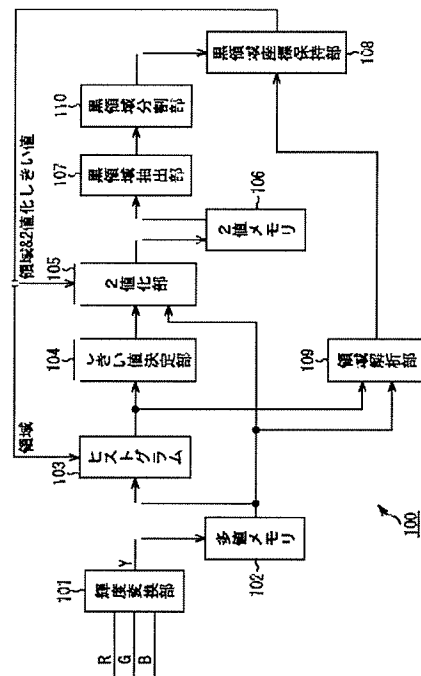 R
G
B
101
輝度変換部
Y
多値メモリ
102
103
ヒストグラム
領域
104
しきい値決定部
105
2値化部
領域&2値化しきい値
2値メモリ
106
107
黒領域抽出部
110
黒領域分割部
黒領域座標保持部
108
109
領域解析部
100